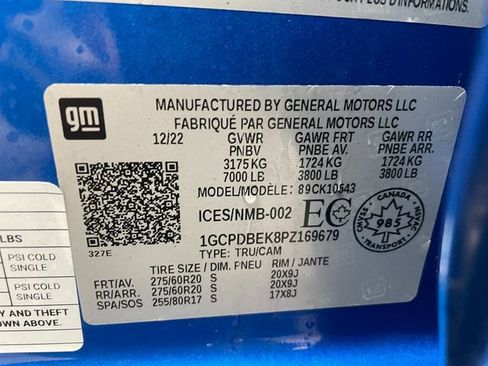 D'INFORMATIONS.
gm
MANUFACTURED BY GENERAL MOTORS LLC
FABRIQUÉ PAR GENERAL MOTORS LLC
12/22 GVWR GAWR FRT GAWR RR
PNBV PNBE AV. PNBE ARR.
3175 KG 1724 KG 1724 KG
7000 LB 3800 LB 3800 LB
MODEL/MODÈLE: 89CK10543
ICES/NMB-002 EC
CANADA
985
TRANSPORT
327E
1GCPDBEK8PZ169679
TYPE: TRU/CAM
TIRE SIZE / DIM. PNEU RIM / JANTE
FRT/AV. 275/60R20 S 20X9J
RR/ARR. 275/60R20 S 20X9J
SPA/SOS 255/80R17 S 17X8J
LBS
PSI COLD
SINGLE
PSI COLD
SINGLE
AND THEFT
OWN ABOVE.